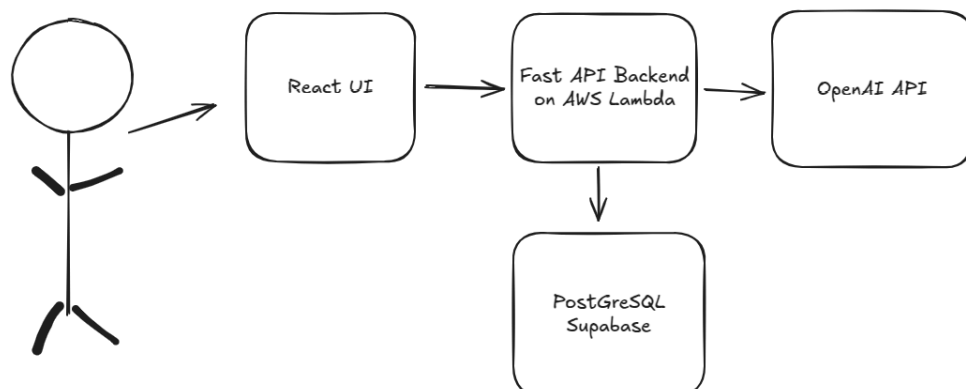 React UI
Fast API Backend
on AWS Lambda
OpenAI API
PostGreSQL
Supabase